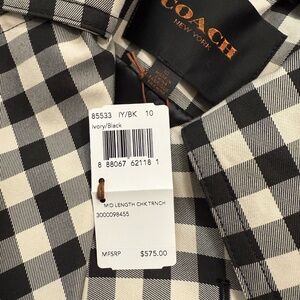 COACH
NEW YORK
85533 IY/BK 10
Ivory/Black
8 88067 62118 1
MID LENGTH CHK TRNCH
3000098455
MFSRP $575.00